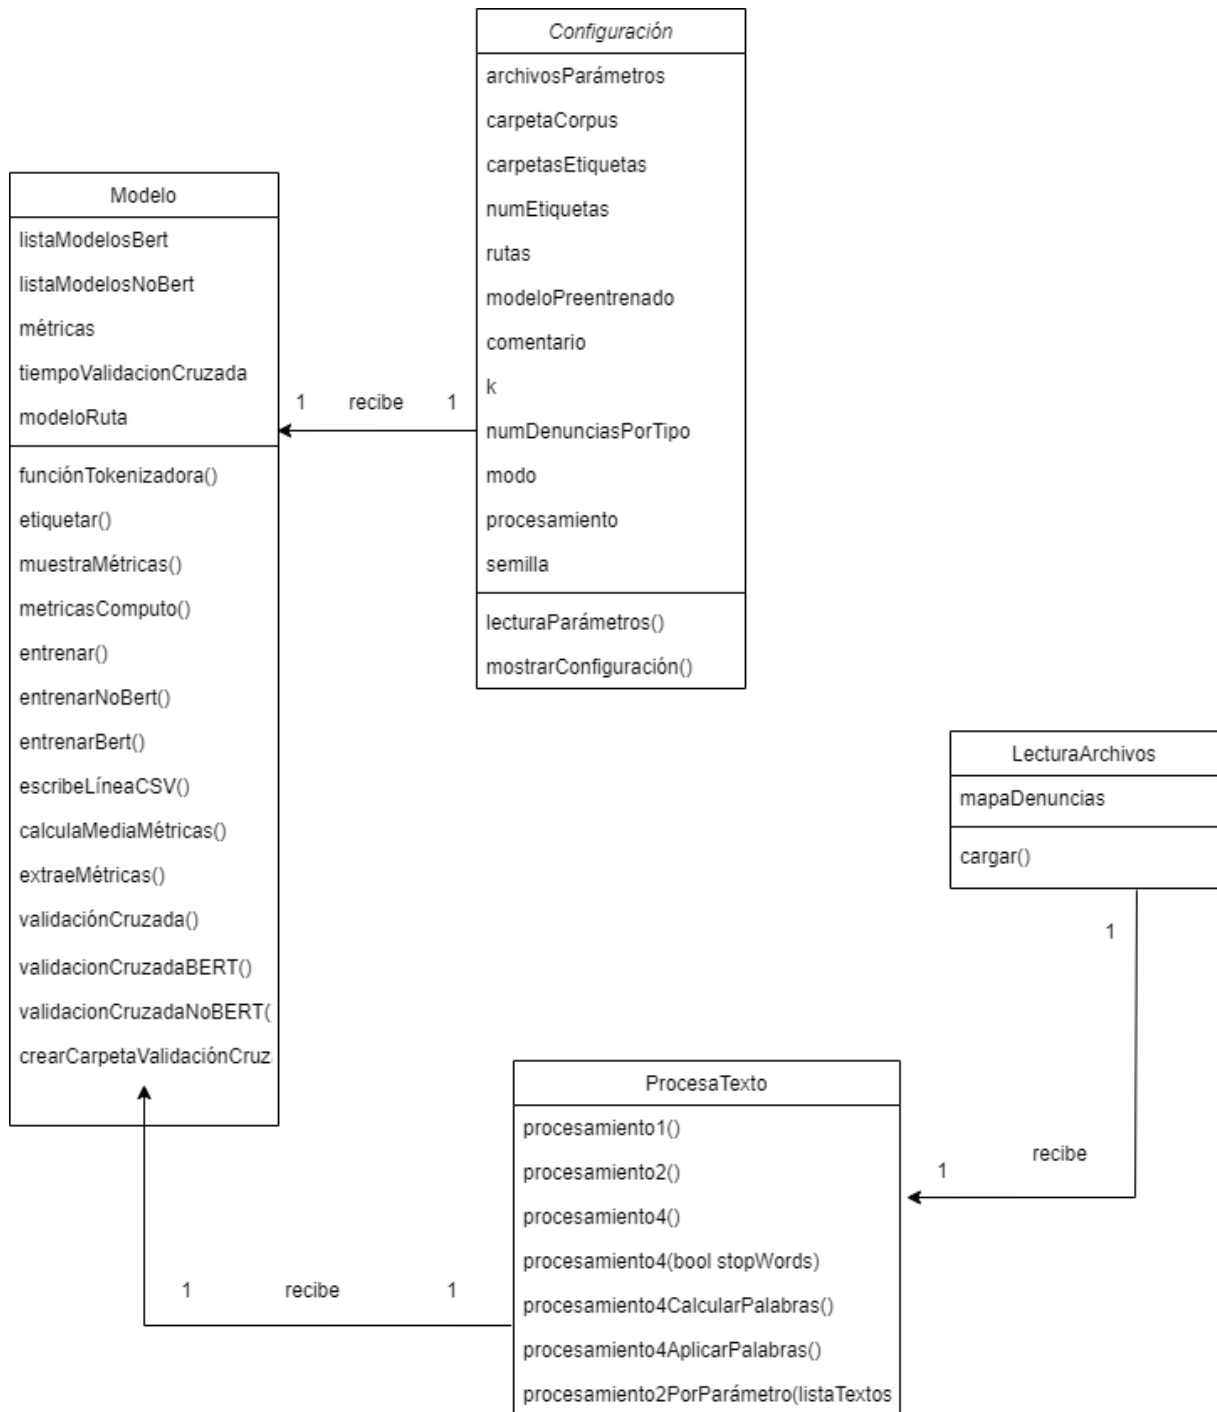 Configuración
archivosParámetros
carpetaCorpus
carpetasEtiquetas
numEtiquetas
rutas
modeloPreentrenado
comentario
k
numDenunciasPorTipo
modo
procesamiento
semilla
lecturaParámetros()
mostrarConfiguración()
Modelo
listaModelosBert
listaModelosNoBert
métricas
tiempoValidacionCruzada
modeloRuta
funciónTokenizadora()
etiquetar()
muestraMétricas()
metricasComputo()
entrenar()
entrenarNoBert()
entrenarBert()
escribeLíneaCSV()
calculaMediaMétricas()
extraeMétricas()
validaciónCruzada()
validacionCruzadaBERT()
validacionCruzadaNoBERT(
crearCarpetaValidaciónCruz
1 recibe 1
LecturaArchivos
mapaDenuncias
cargar()
1
recibe
1
ProcesaTexto
procesamiento1()
procesamiento2()
procesamiento4()
procesamiento4(bool stopWords)
procesamiento4CalcularPalabras()
procesamiento4AplicarPalabras()
procesamiento2PorParámetro(listaTextos
1 recibe 1